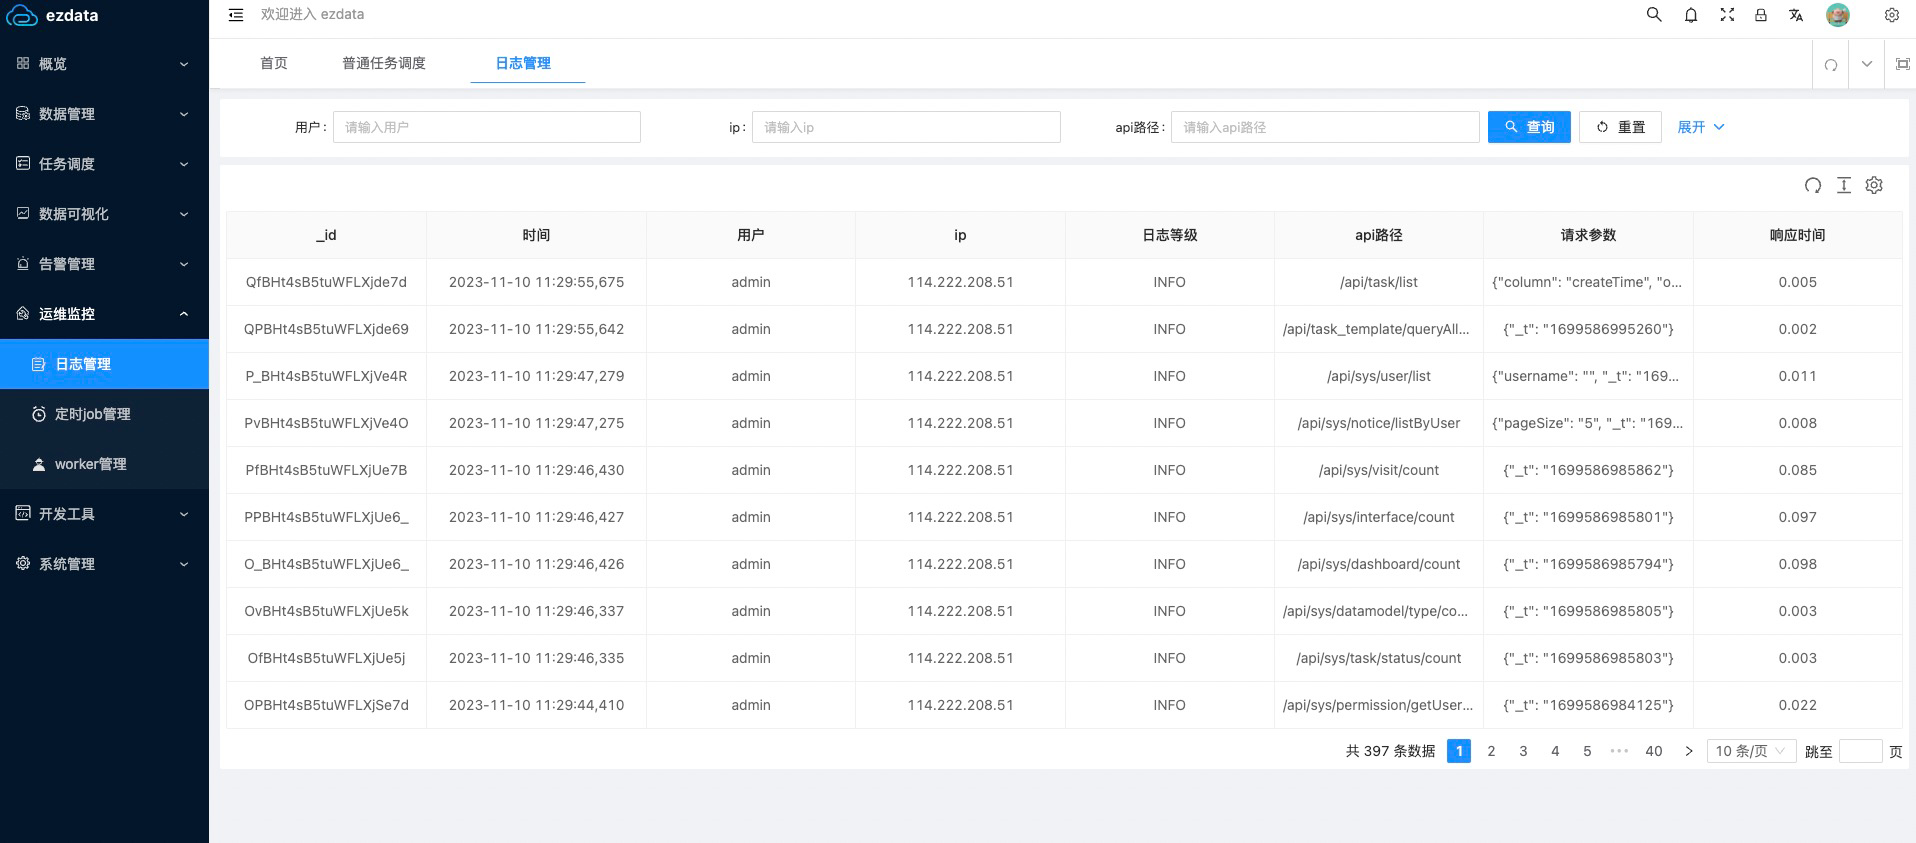 ezdata
欢迎进入 ezdata
概览
数据管理
任务调度
数据可视化
告警管理
运维监控
日志管理
定时job管理
worker管理
开发工具
系统管理
首页 普通任务调度 日志管理
用户: 请输入用户 ip: 请输入ip api路径: 请输入api路径 查询 重置 展开
_id 时间 用户 ip 日志等级 api路径 请求参数 响应时间
QfBHt4sB5tuWFLXjde7d 2023-11-10 11:29:55,675 admin 114.222.208.51 INFO /api/task/list {"column": "createTime", "o... 0.005
QPBHt4sB5tuWFLXjde69 2023-11-10 11:29:55,642 admin 114.222.208.51 INFO /api/task_template/queryAll... {"_t": "1699586995260"} 0.002
P_BHt4sB5tuWFLXjVe4R 2023-11-10 11:29:47,279 admin 114.222.208.51 INFO /api/sys/user/list {"username": "", "_t": "169... 0.011
PvBHt4sB5tuWFLXjVe4O 2023-11-10 11:29:47,275 admin 114.222.208.51 INFO /api/sys/notice/listByUser {"pageSize": "5", "_t": "169... 0.008
PfBHt4sB5tuWFLXjUe7B 2023-11-10 11:29:46,430 admin 114.222.208.51 INFO /api/sys/visit/count {"_t": "1699586985862"} 0.085
PPBHt4sB5tuWFLXjUe6_ 2023-11-10 11:29:46,427 admin 114.222.208.51 INFO /api/sys/interface/count {"_t": "1699586985801"} 0.097
O_BHt4sB5tuWFLXjUe6_ 2023-11-10 11:29:46,426 admin 114.222.208.51 INFO /api/sys/dashboard/count {"_t": "1699586985794"} 0.098
OvBHt4sB5tuWFLXjUe5k 2023-11-10 11:29:46,337 admin 114.222.208.51 INFO /api/sys/datamodel/type/co... {"_t": "1699586985805"} 0.003
OfBHt4sB5tuWFLXjUe5j 2023-11-10 11:29:46,335 admin 114.222.208.51 INFO /api/sys/task/status/count {"_t": "1699586985803"} 0.003
OPBHt4sB5tuWFLXjSe7d 2023-11-10 11:29:44,410 admin 114.222.208.51 INFO /api/sys/permission/getUser... {"_t": "1699586984125"} 0.022
共 397 条数据 1 2 3 4 5 ••• 40 > 10 条/页 跳至 页